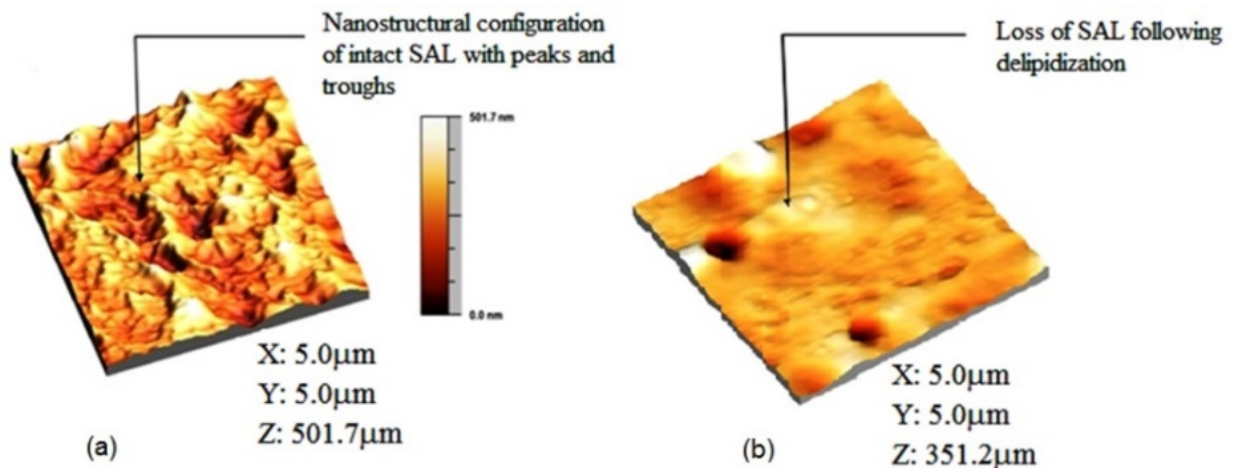 Nanostructural configuration
of intact SAL with peaks and
troughs
501.7 nm
0.0 nm
X: 5.0μm
Y: 5.0μm
Z: 501.7μm
(a)
Loss of SAL following
delipidization
X: 5.0μm
Y: 5.0μm
Z: 351.2μm
(b)